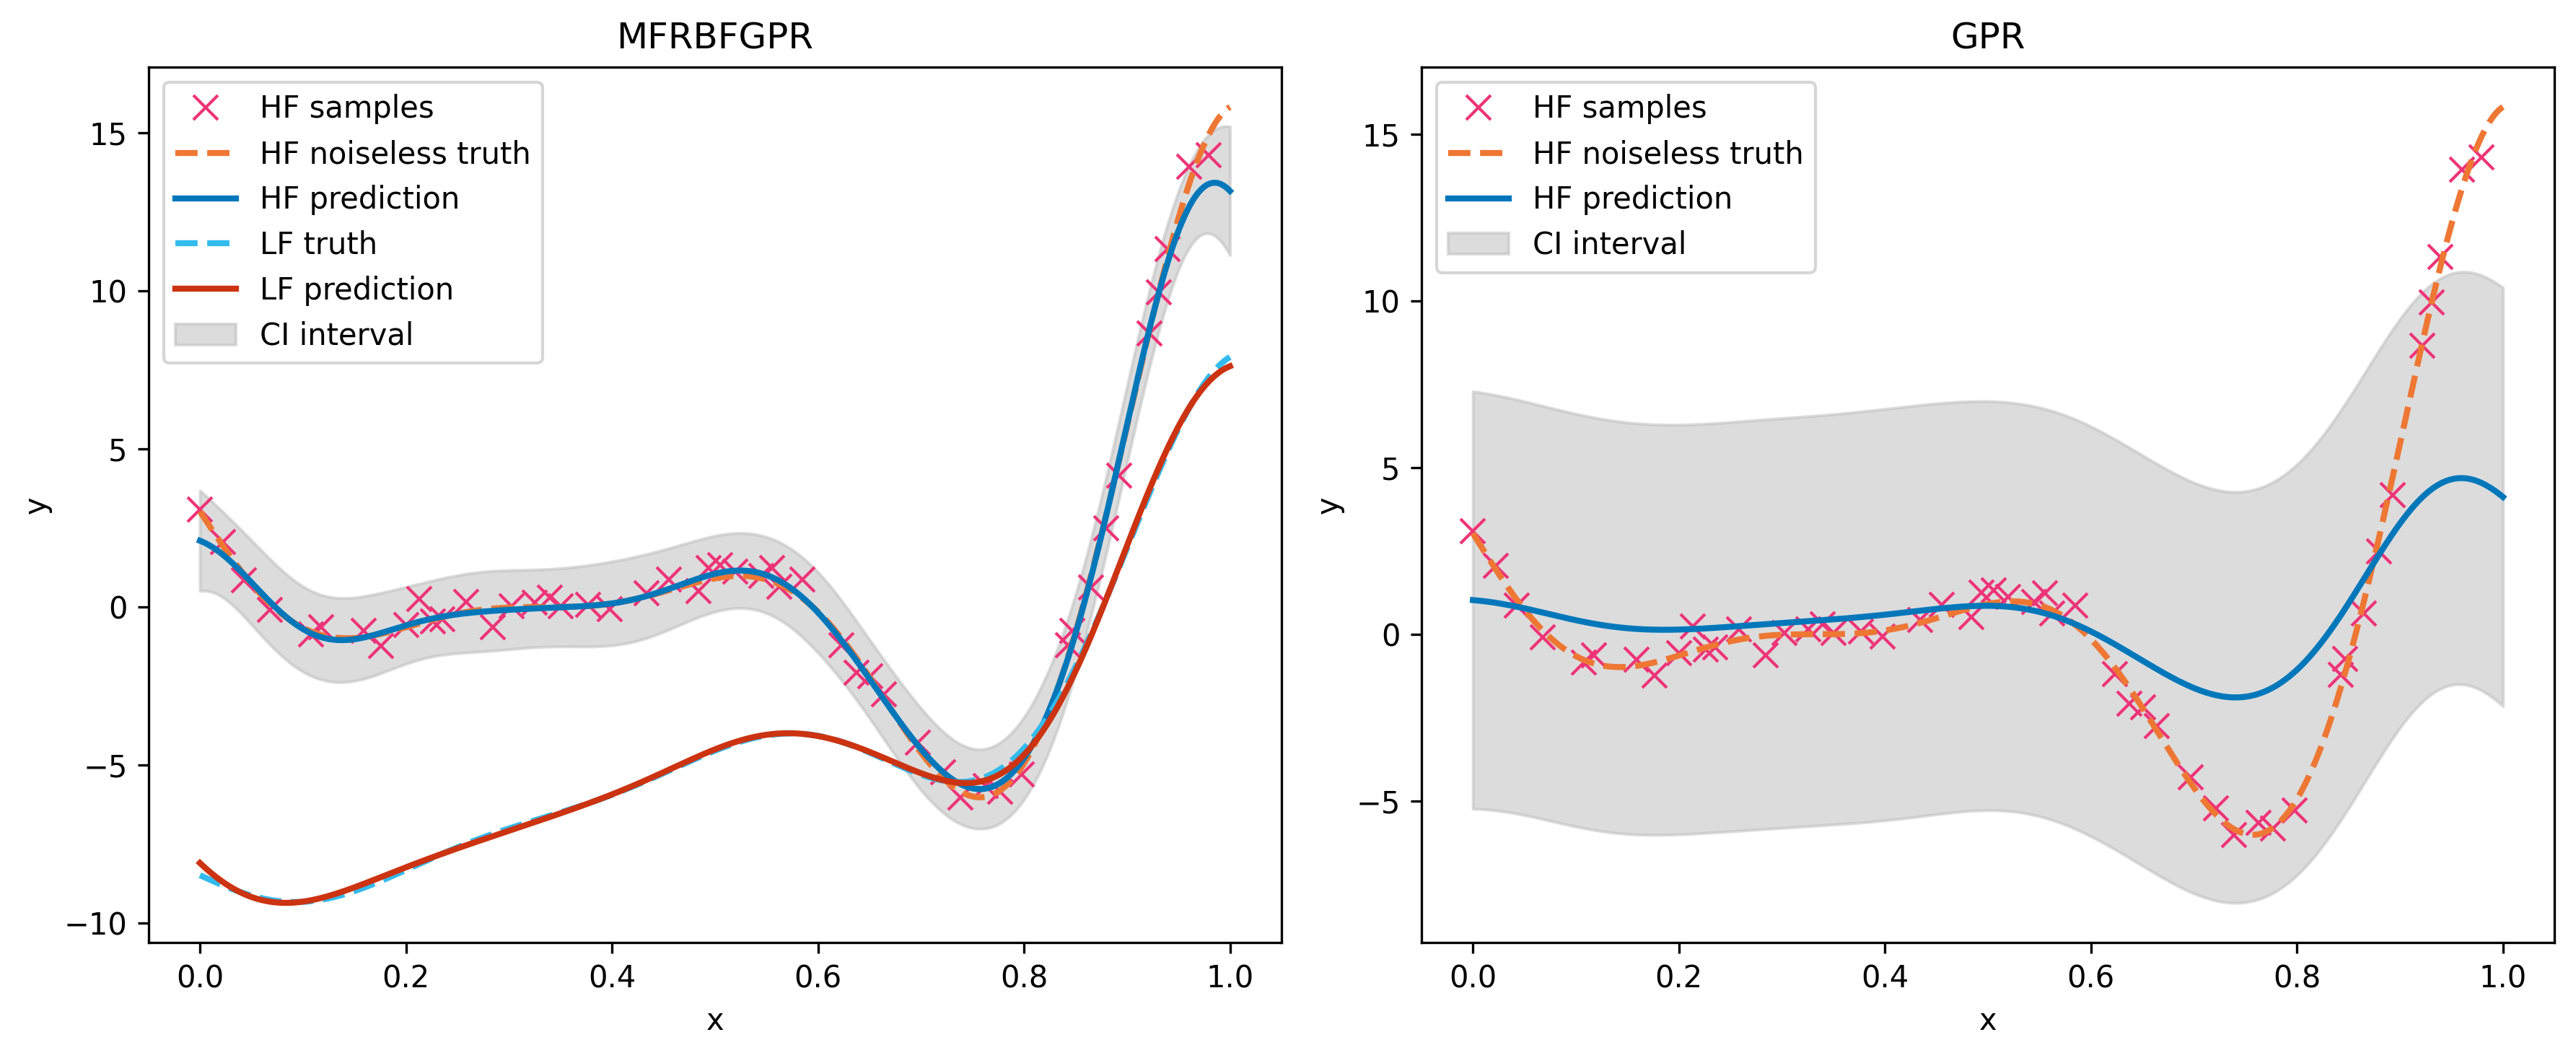 MFRBFGPR
HF samples
HF noiseless truth
HF prediction
LF truth
LF prediction
CI interval
15
10
5
0
−5
−10
y
0.0 0.2 0.4 0.6 0.8 1.0
x
GPR
HF samples
HF noiseless truth
HF prediction
CI interval
15
10
5
0
−5
y
0.0 0.2 0.4 0.6 0.8 1.0
x